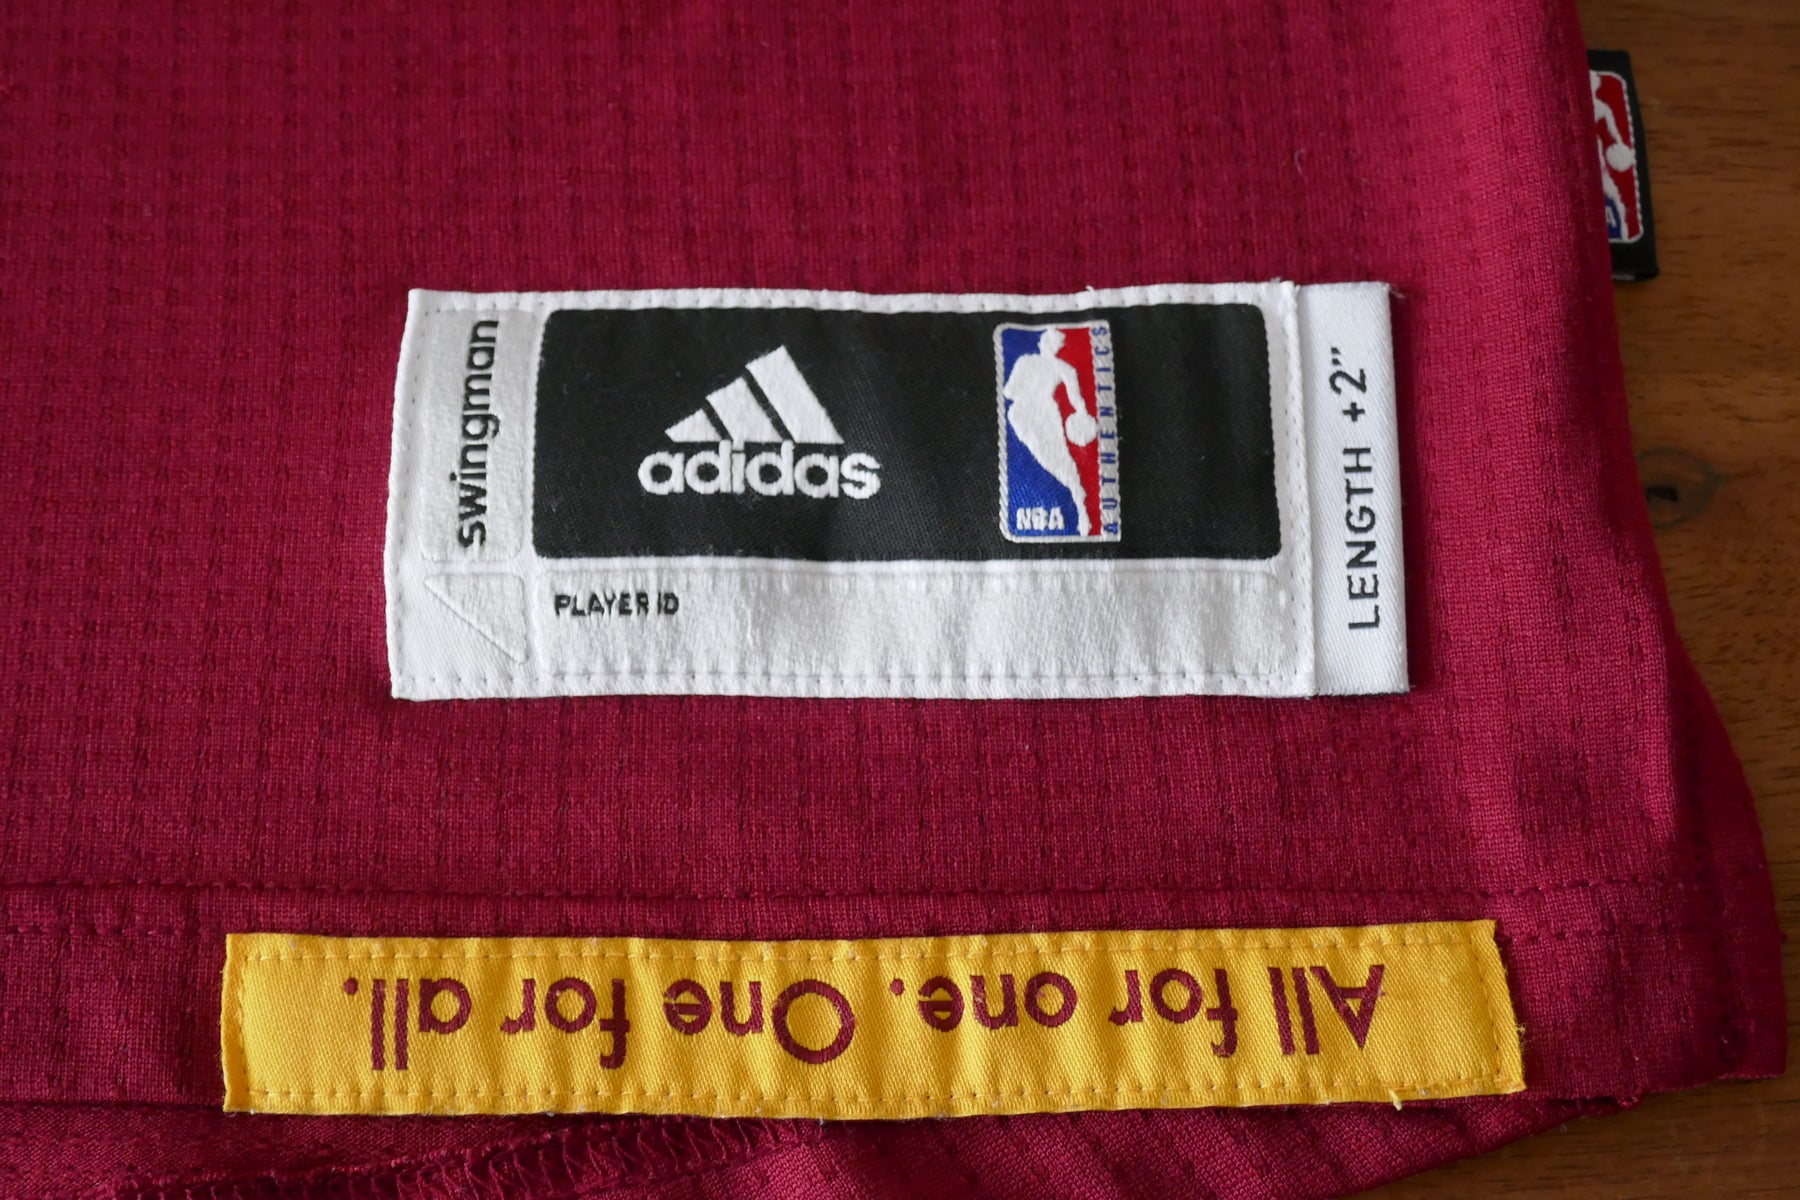 swingman
adidas
NBA
AUTHENTICS
LENGTH +2"
PLAYER ID
All for one. One for all.